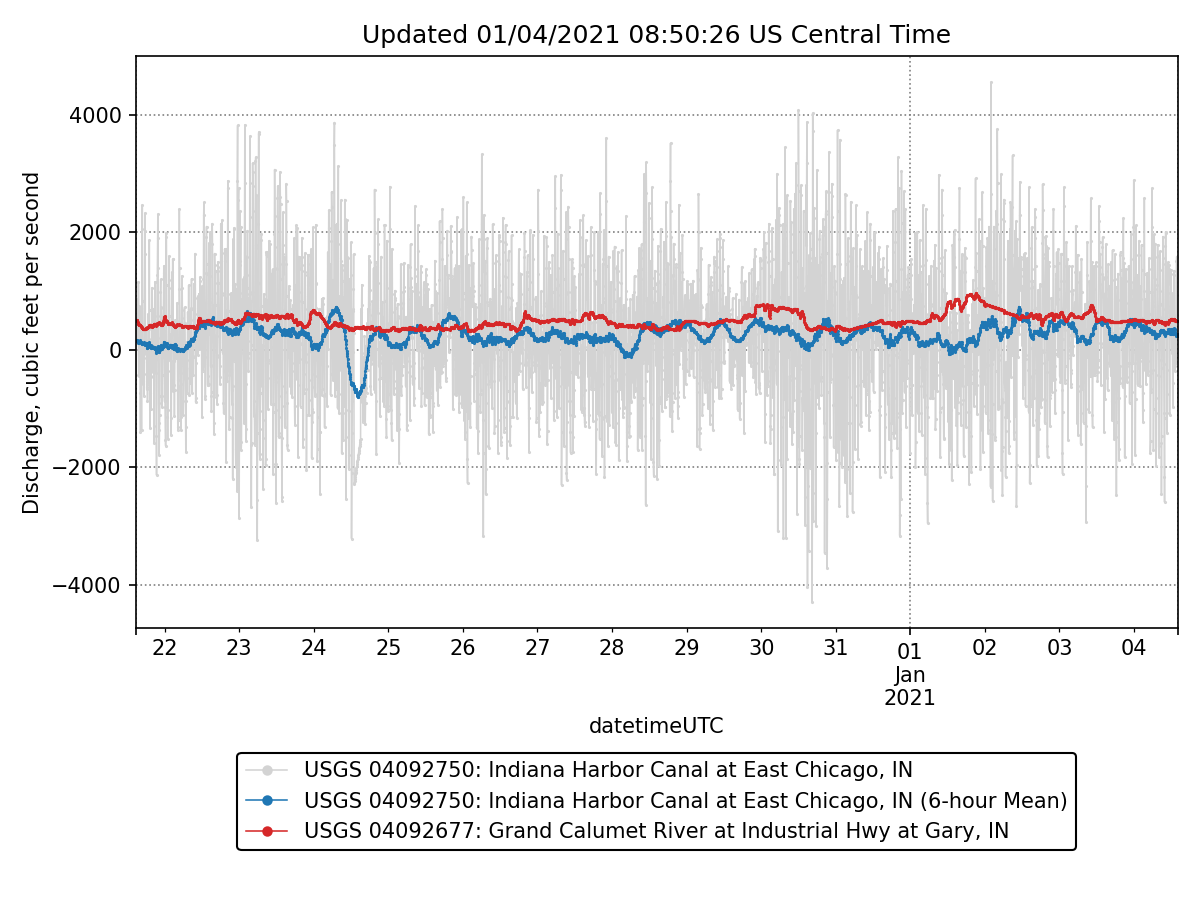 Updated 01/04/2021 08:50:26 US Central Time
Discharge, cubic feet per second
4000
2000
0
−2000
−4000
22 23 24 25 26 27 28 29 30 31 01 02 03 04
Jan
2021
datetimeUTC
USGS 04092750: Indiana Harbor Canal at East Chicago, IN
USGS 04092750: Indiana Harbor Canal at East Chicago, IN (6-hour Mean)
USGS 04092677: Grand Calumet River at Industrial Hwy at Gary, IN